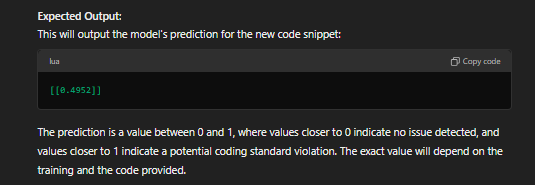 Expected Output:
This will output the model's prediction for the new code snippet:
lua
Copy code
[[0.4952]]
The prediction is a value between 0 and 1, where values closer to 0 indicate no issue detected, and
values closer to 1 indicate a potential coding standard violation. The exact value will depend on the
training and the code provided.